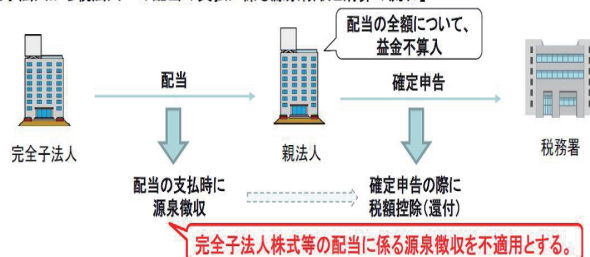 配当の全額について、
益金不算入
配当
確定申告
完全子法人
親法人
税務署
配当の支払時に
源泉徴収
確定申告の際に
税額控除(還付)
完全子法人株式等の配当に係る源泉徴収を不適用とする。